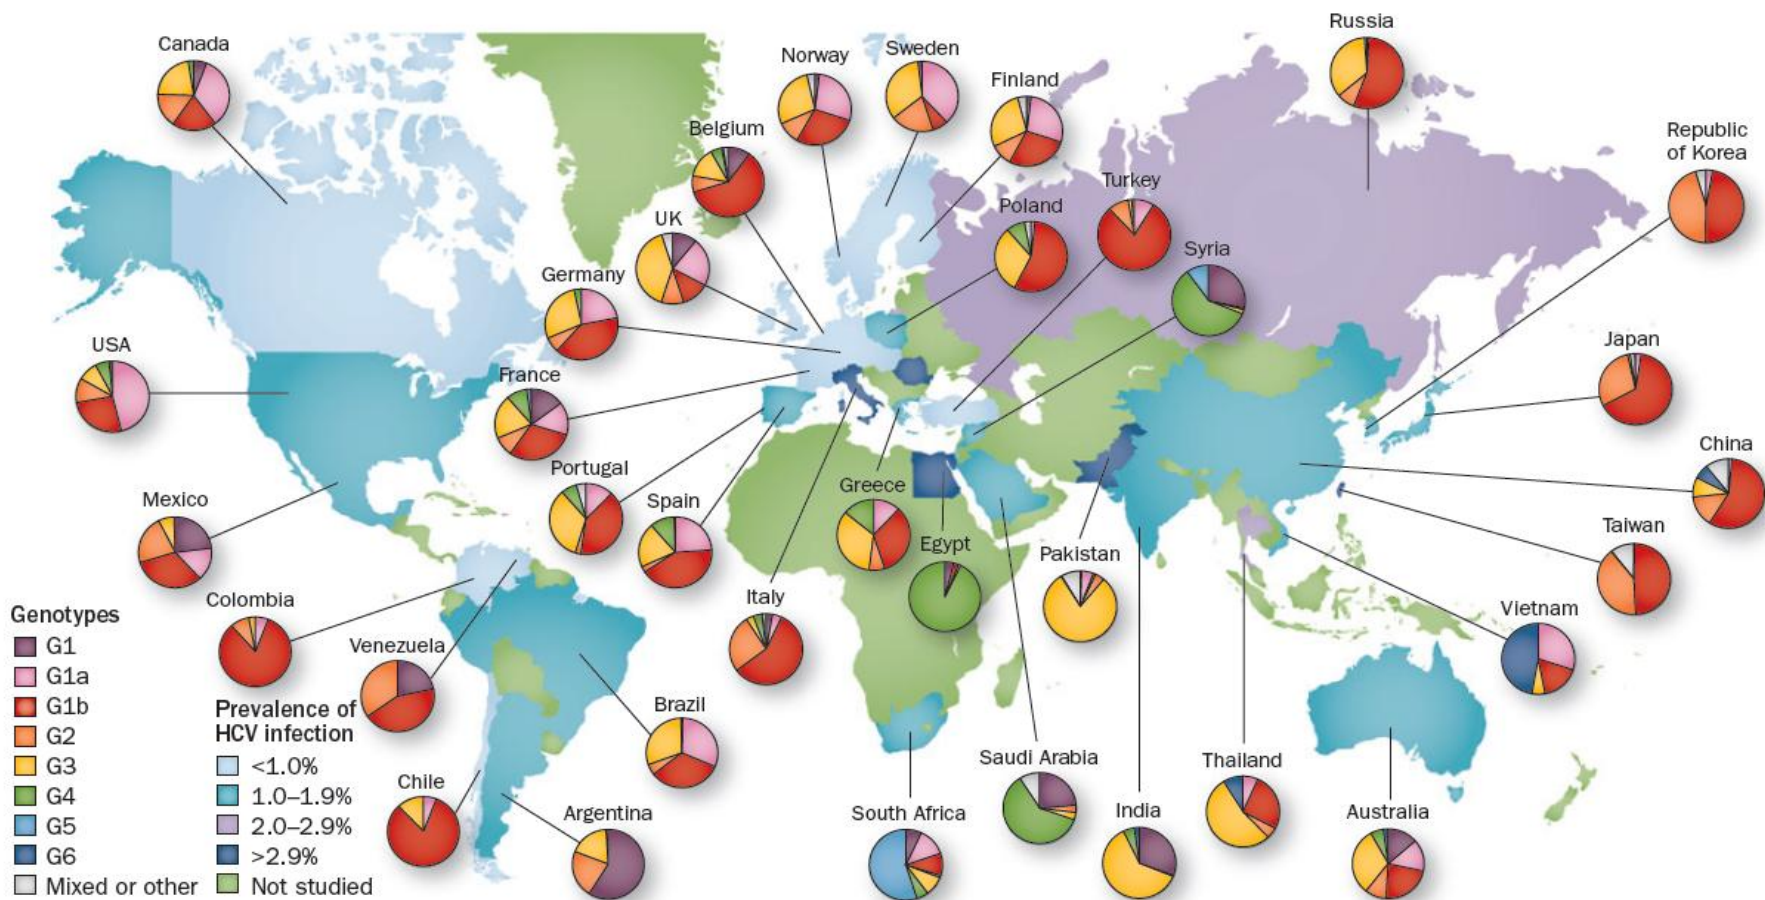 Canada
Norway
Sweden
Finland
Russia
Republic
of Korea
Belgium
UK
Germany
Poland
Turkey
Syria
USA
France
Japan
Portugal
Spain
Greece
Egypt
Pakistan
China
Taiwan
Mexico
Colombia
Venezuela
Italy
Vietnam
Brazil
Chile
Argentina
South Africa
Saudi Arabia
India
Thailand
Australia
Genotypes
G1
G1a
G1b
G2
G3
G4
G5
G6
Mixed or other
Prevalence of
HCV infection
<1.0%
1.0–1.9%
2.0–2.9%
>2.9%
Not studied